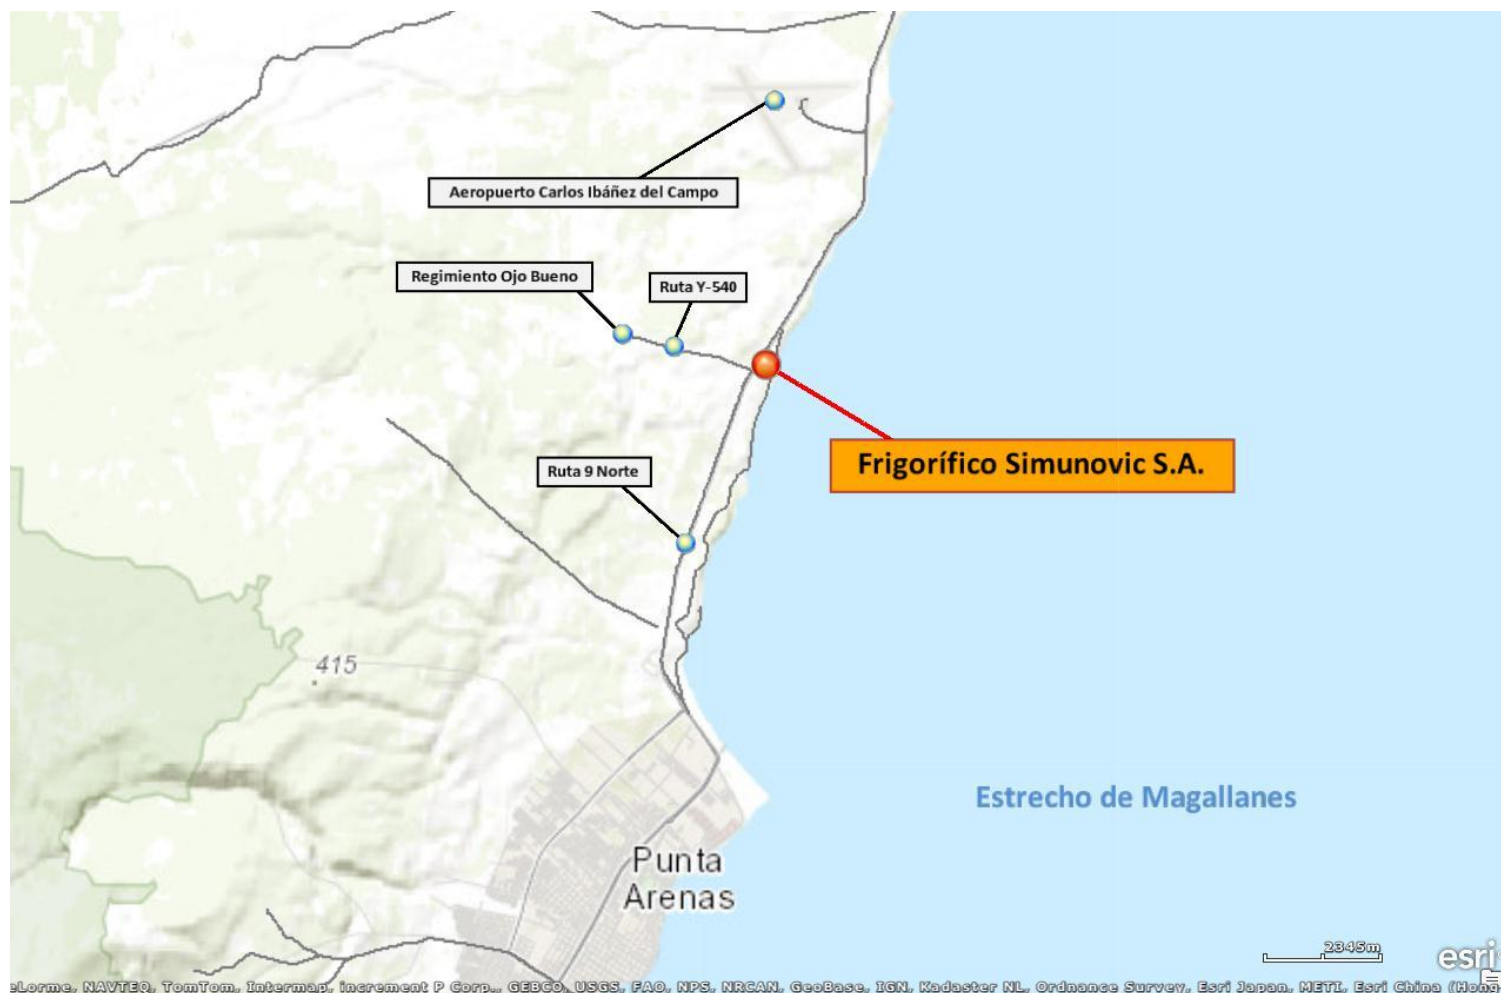 Aeropuerto Carlos Ibáñez del Campo
Regimiento Ojo Bueno
Ruta Y-540
Frigorífico Simunovic S.A.
Ruta 9 Norte
415
Estrecho de Magallanes
Punta
Arenas
2345m
esri
eLorme, NAVTEQ, TomTom, Intermap, increment P Corp., GEBCO, USGS, FAO, NPS, NRCAN, GeoBase, IGN, Kadaster NL, Ordnance Survey, Esri Japan, METI, Esri China (Hong